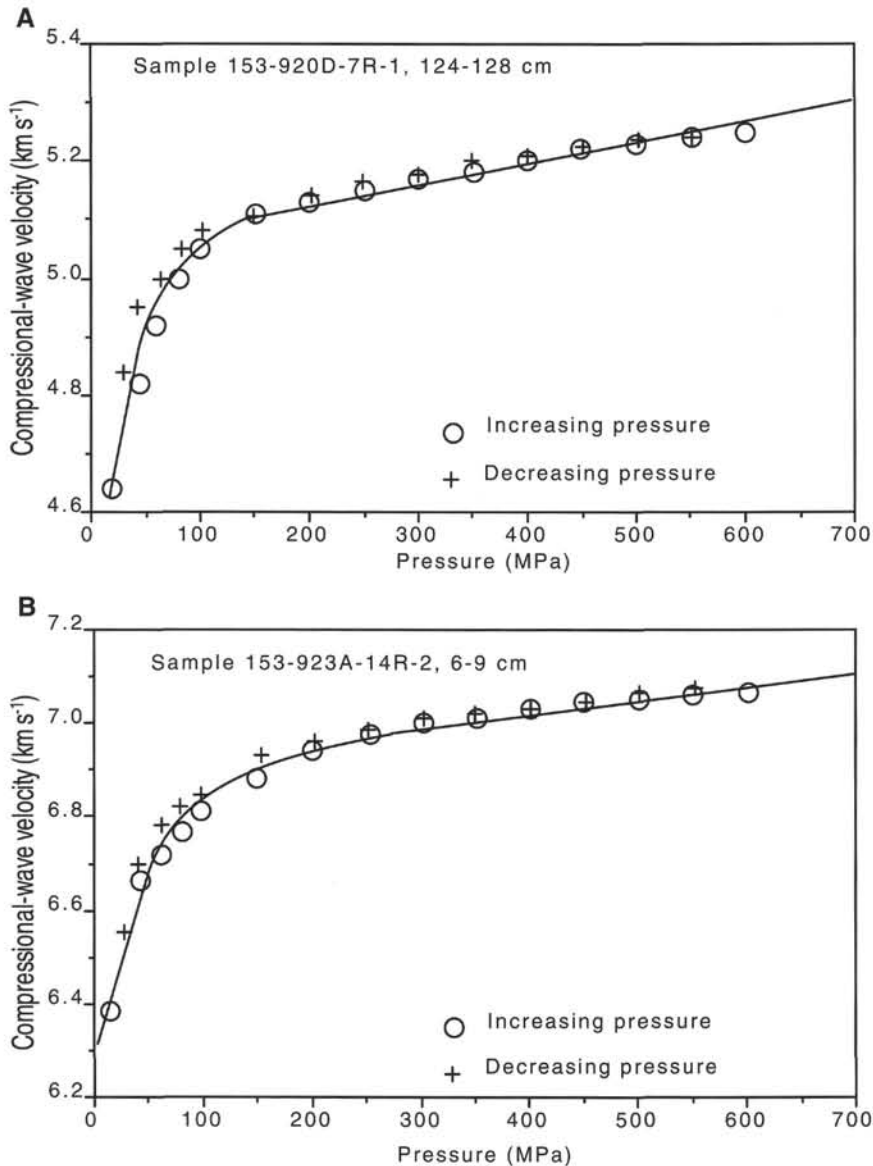 A
5.4
Sample 153-920D-7R-1, 124-128 cm
5.2
5.0
4.8
4.6
Compressional-wave velocity (km s⁻¹)
Increasing pressure
Decreasing pressure
0 100 200 300 400 500 600 700
Pressure (MPa)
B
7.2
Sample 153-923A-14R-2, 6-9 cm
7.0
6.8
6.6
6.4
6.2
Compressional-wave velocity (km s⁻¹)
Increasing pressure
Decreasing pressure
0 100 200 300 400 500 600 700
Pressure (MPa)